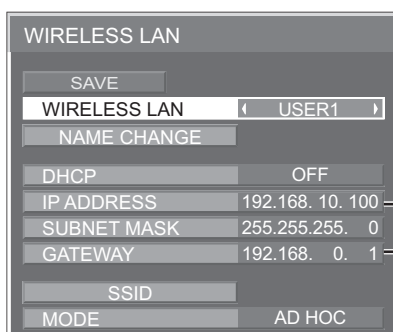 WIRELESS LAN
SAVE
WIRELESS LAN USER1
NAME CHANGE
DHCP OFF
IP ADDRESS 192.168. 10. 100
SUBNET MASK 255.255.255. 0
GATEWAY 192.168. 0. 1
SSID
MODE AD HOC